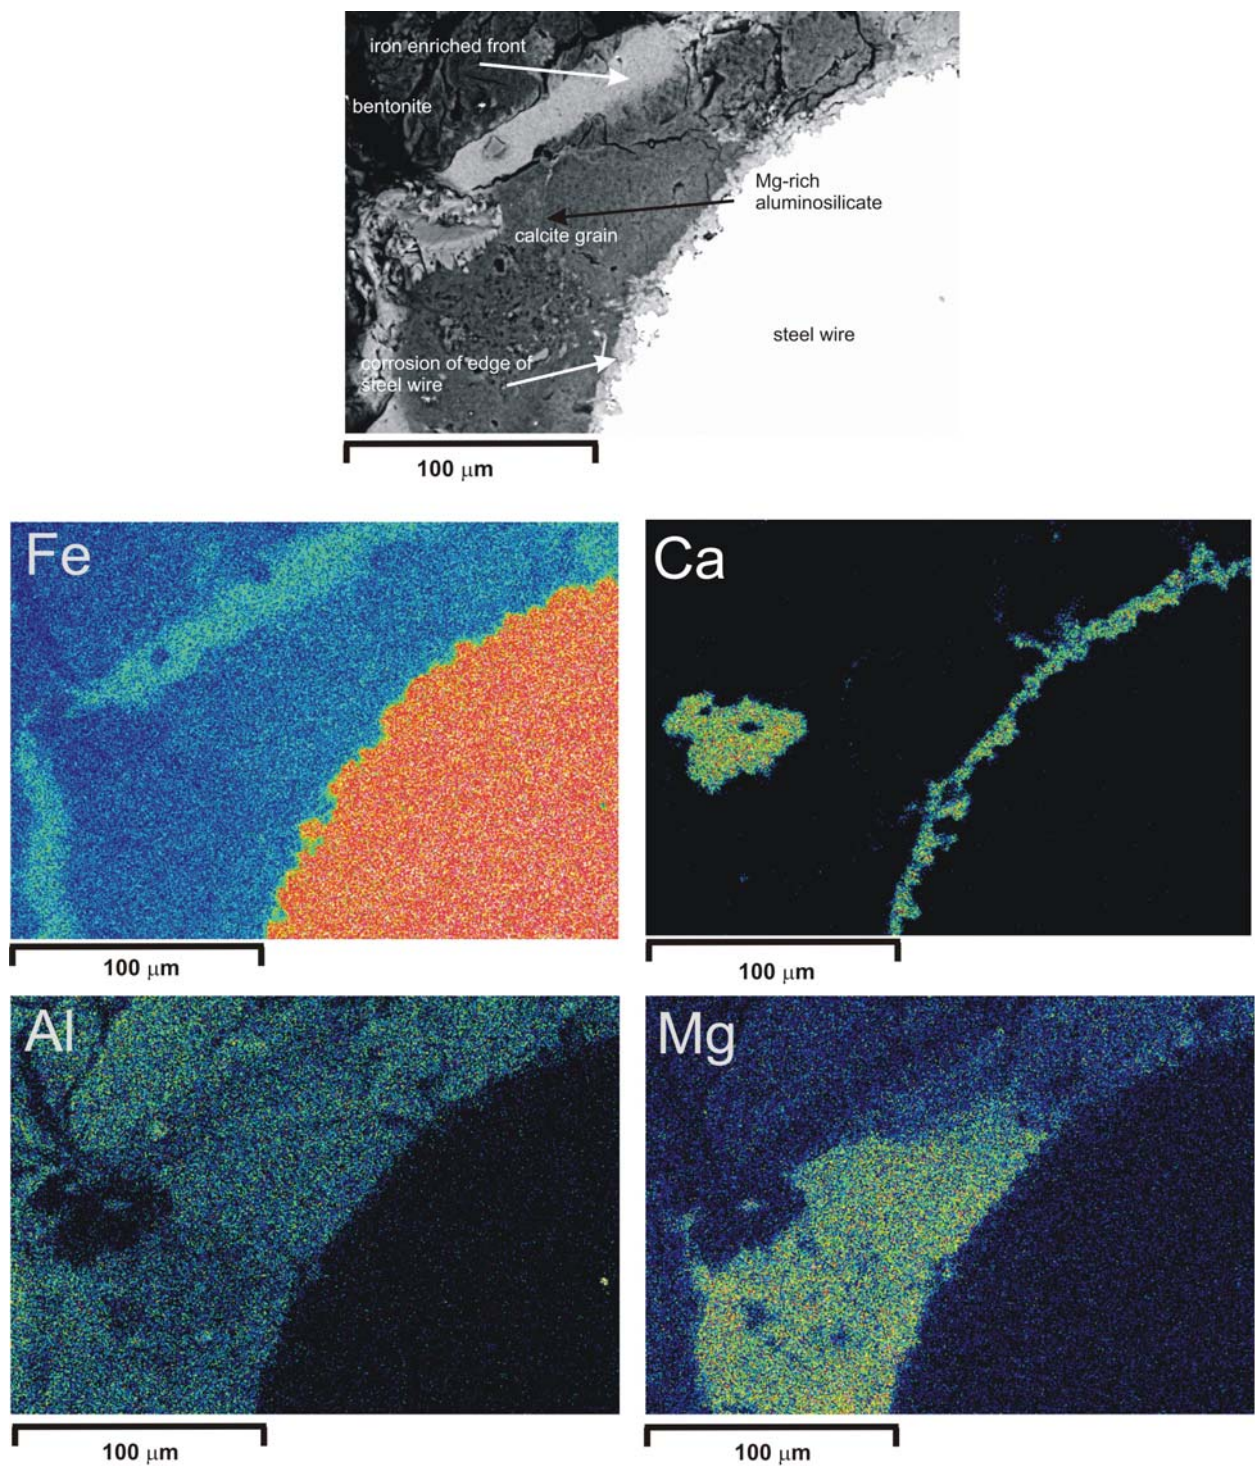 iron enriched front
bentonite
Mg-rich
aluminosilicate
calcite grain
steel wire
corrosion of edge of
steel wire
100 μm
Fe
Ca
100 μm
100 μm
Al
Mg
100 μm
100 μm